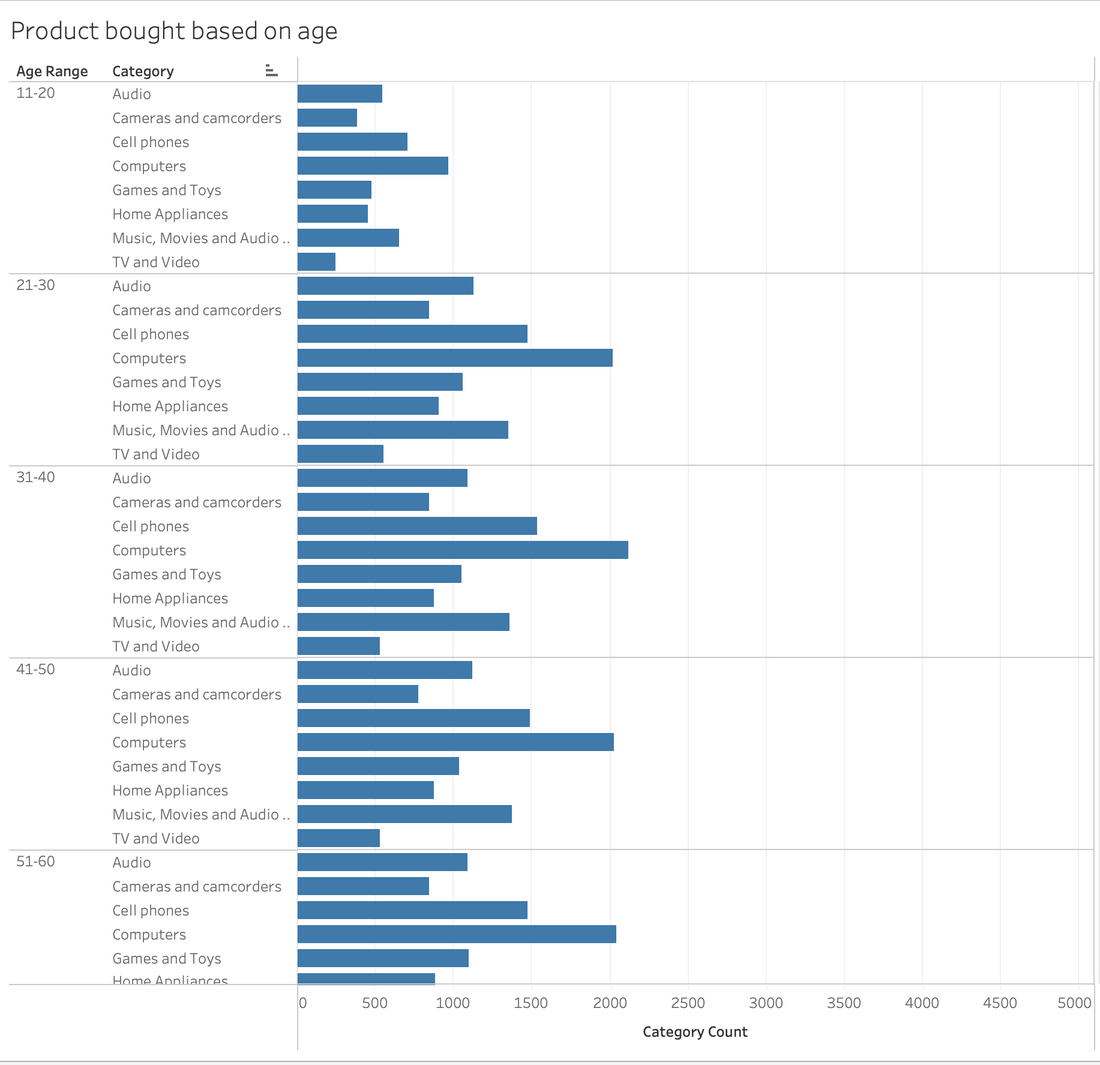 Product bought based on age
Age Range Category
11-20 Audio
Cameras and camcorders
Cell phones
Computers
Games and Toys
Home Appliances
Music, Movies and Audio ..
TV and Video
21-30 Audio
Cameras and camcorders
Cell phones
Computers
Games and Toys
Home Appliances
Music, Movies and Audio ..
TV and Video
31-40 Audio
Cameras and camcorders
Cell phones
Computers
Games and Toys
Home Appliances
Music, Movies and Audio ..
TV and Video
41-50 Audio
Cameras and camcorders
Cell phones
Computers
Games and Toys
Home Appliances
Music, Movies and Audio ..
TV and Video
51-60 Audio
Cameras and camcorders
Cell phones
Computers
Games and Toys
Home Appliances
0 500 1000 1500 2000 2500 3000 3500 4000 4500 5000
Category Count